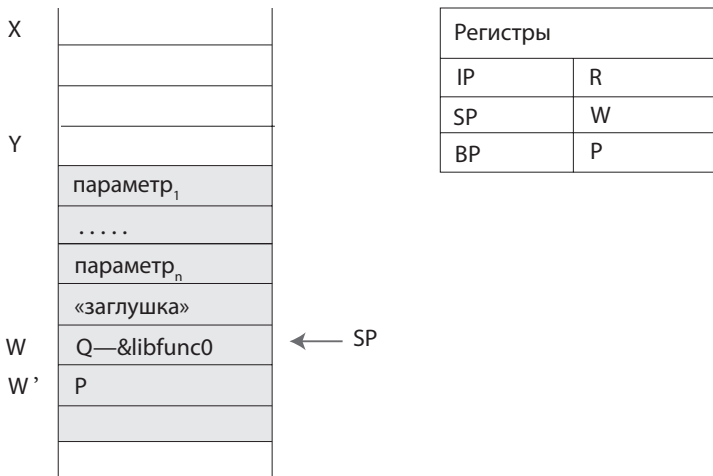 X
Y
параметр₁
.....
параметрₙ
«заглушка»
W Q—&libfunc0 SP
W’ P
Регистры
IP R
SP W
BP P